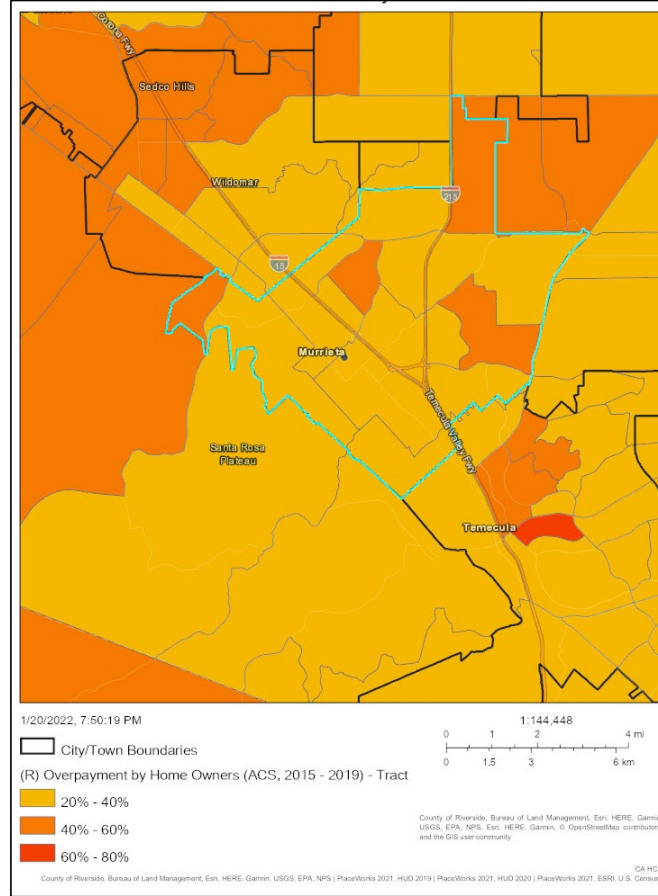 Corona Fwy
Sedco Hills
Wildomar
215
15
Murrieta
Temecula Valley Fwy
Santa Rosa
Plateau
Temecula
1/20/2022, 7:50:19 PM
1:144,448
0 1 2 4 mi
0 1.5 3 6 km
City/Town Boundaries
(R) Overpayment by Home Owners (ACS, 2015 - 2019) - Tract
20% - 40%
40% - 60%
60% - 80%
County of Riverside, Bureau of Land Management, Esri, HERE, Garmin,
USGS, EPA, NPS, Esri, HERE, Garmin, © OpenStreetMap contributors,
and the GIS user community
CA HC
County of Riverside, Bureau of Land Management, Esri, HERE, Garmin, USGS, EPA, NPS | PlaceWorks 2021, HUD 2019 | PlaceWorks 2021, HUD 2020 | PlaceWorks 2021, ESRI, U.S. Census